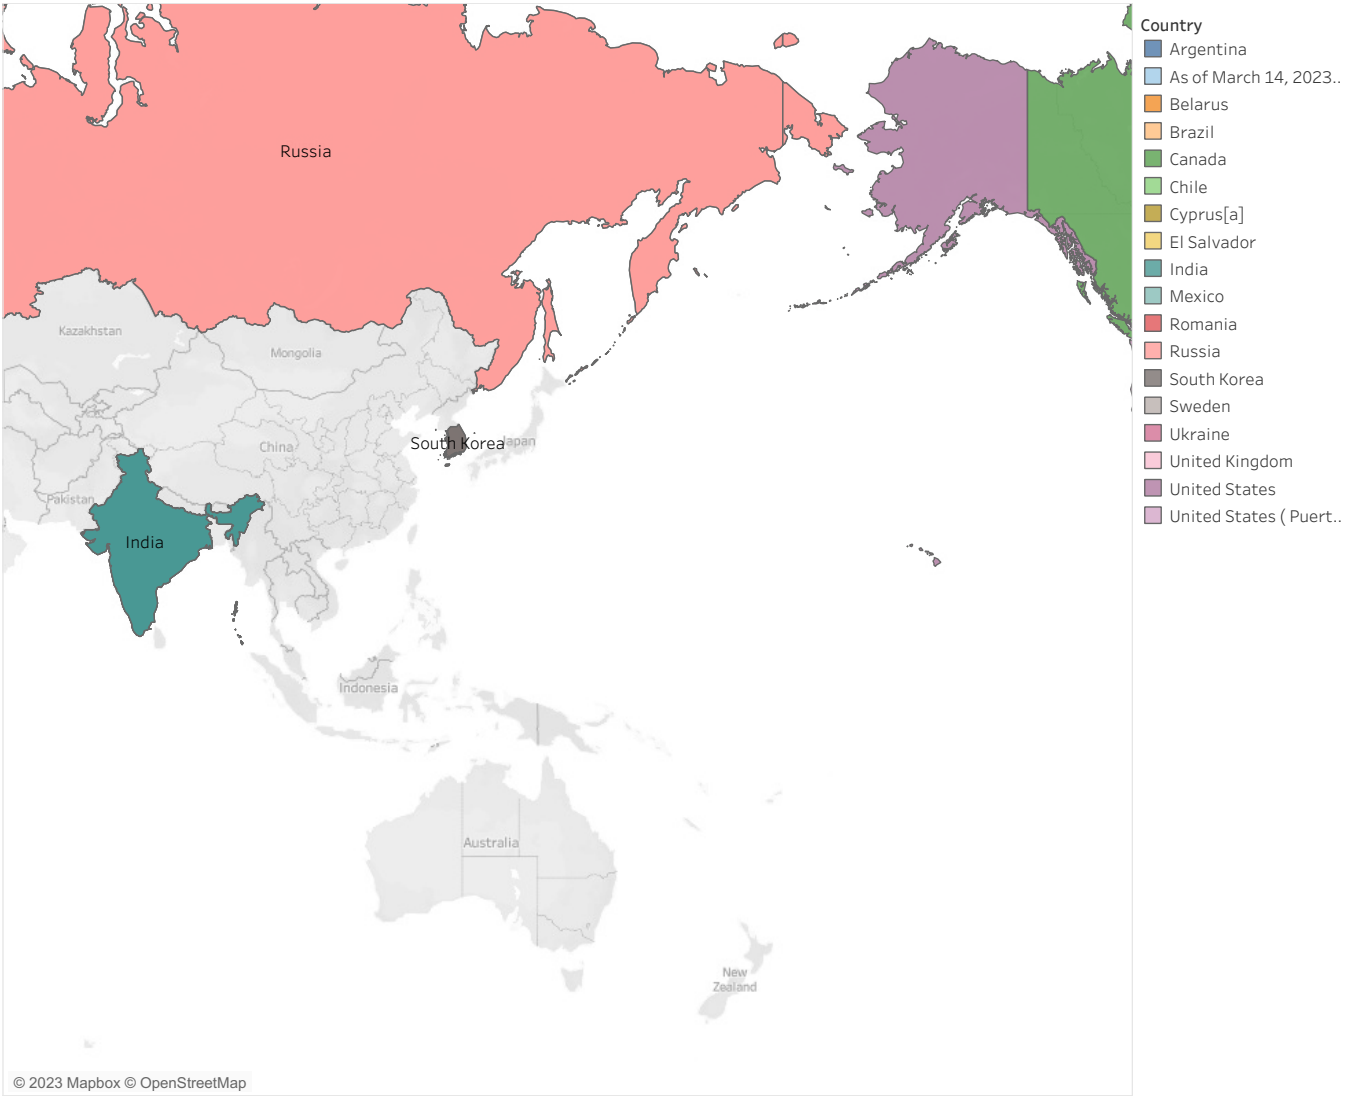 Country
Argentina
As of March 14, 2023..
Belarus
Brazil
Canada
Chile
Cyprus[a]
El Salvador
India
Mexico
Romania
Russia
South Korea
Sweden
Ukraine
United Kingdom
United States
United States ( Puert..
Russia
Kazakhstan
Mongolia
China
South Korea
Japan
Pakistan
India
Indonesia
Australia
New
Zealand
© 2023 Mapbox © OpenStreetMap